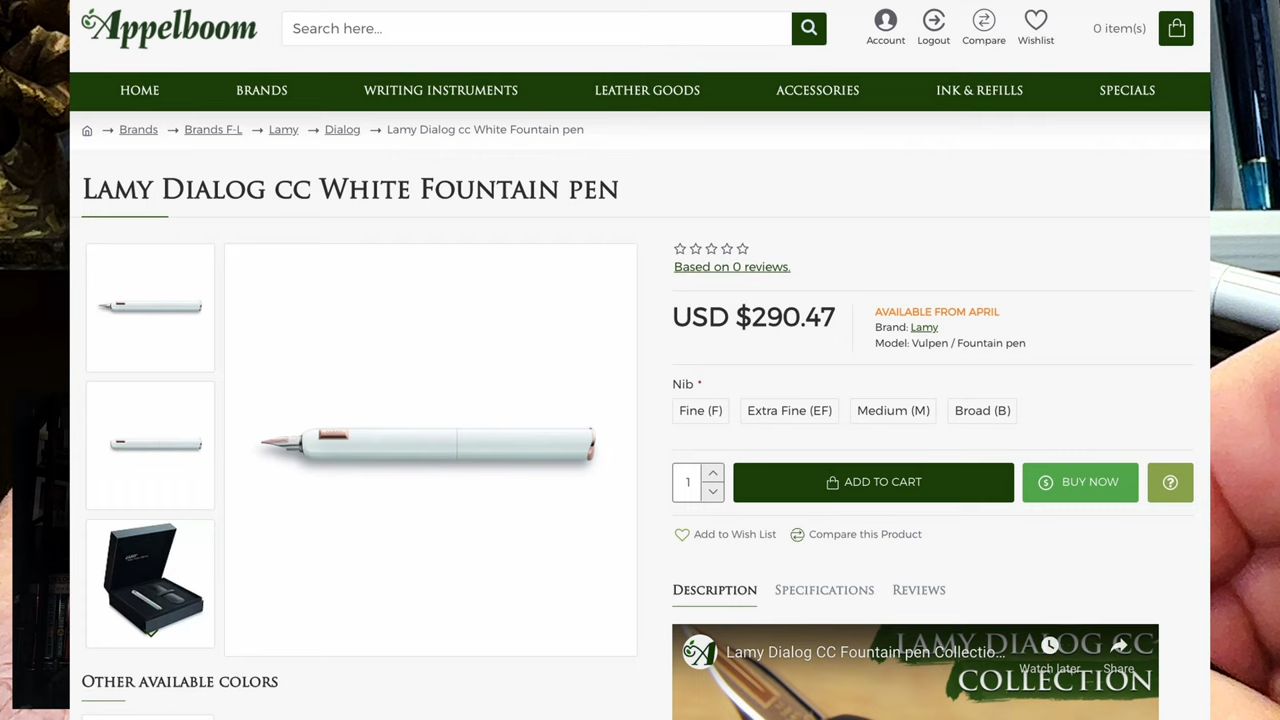 Appelboom
Search here...
Account
Logout
Compare
Wishlist
0 item(s)
HOME
BRANDS
WRITING INSTRUMENTS
LEATHER GOODS
ACCESSORIES
INK & REFILLS
SPECIALS
Brands → Brands F-L → Lamy → Dialog → Lamy Dialog cc White Fountain pen
LAMY DIALOG CC WHITE FOUNTAIN PEN
Based on 0 reviews.
USD $290.47
AVAILABLE FROM APRIL
Brand: Lamy
Model: Vulpen / Fountain pen
Nib *
Fine (F)
Extra Fine (EF)
Medium (M)
Broad (B)
1
ADD TO CART
BUY NOW
Add to Wish List
Compare this Product
DESCRIPTION
SPECIFICATIONS
REVIEWS
Lamy Dialog CC Fountain pen Collectio...
Watch later
Share
LAMY DIALOG CC
COLLECTION
OTHER AVAILABLE COLORS